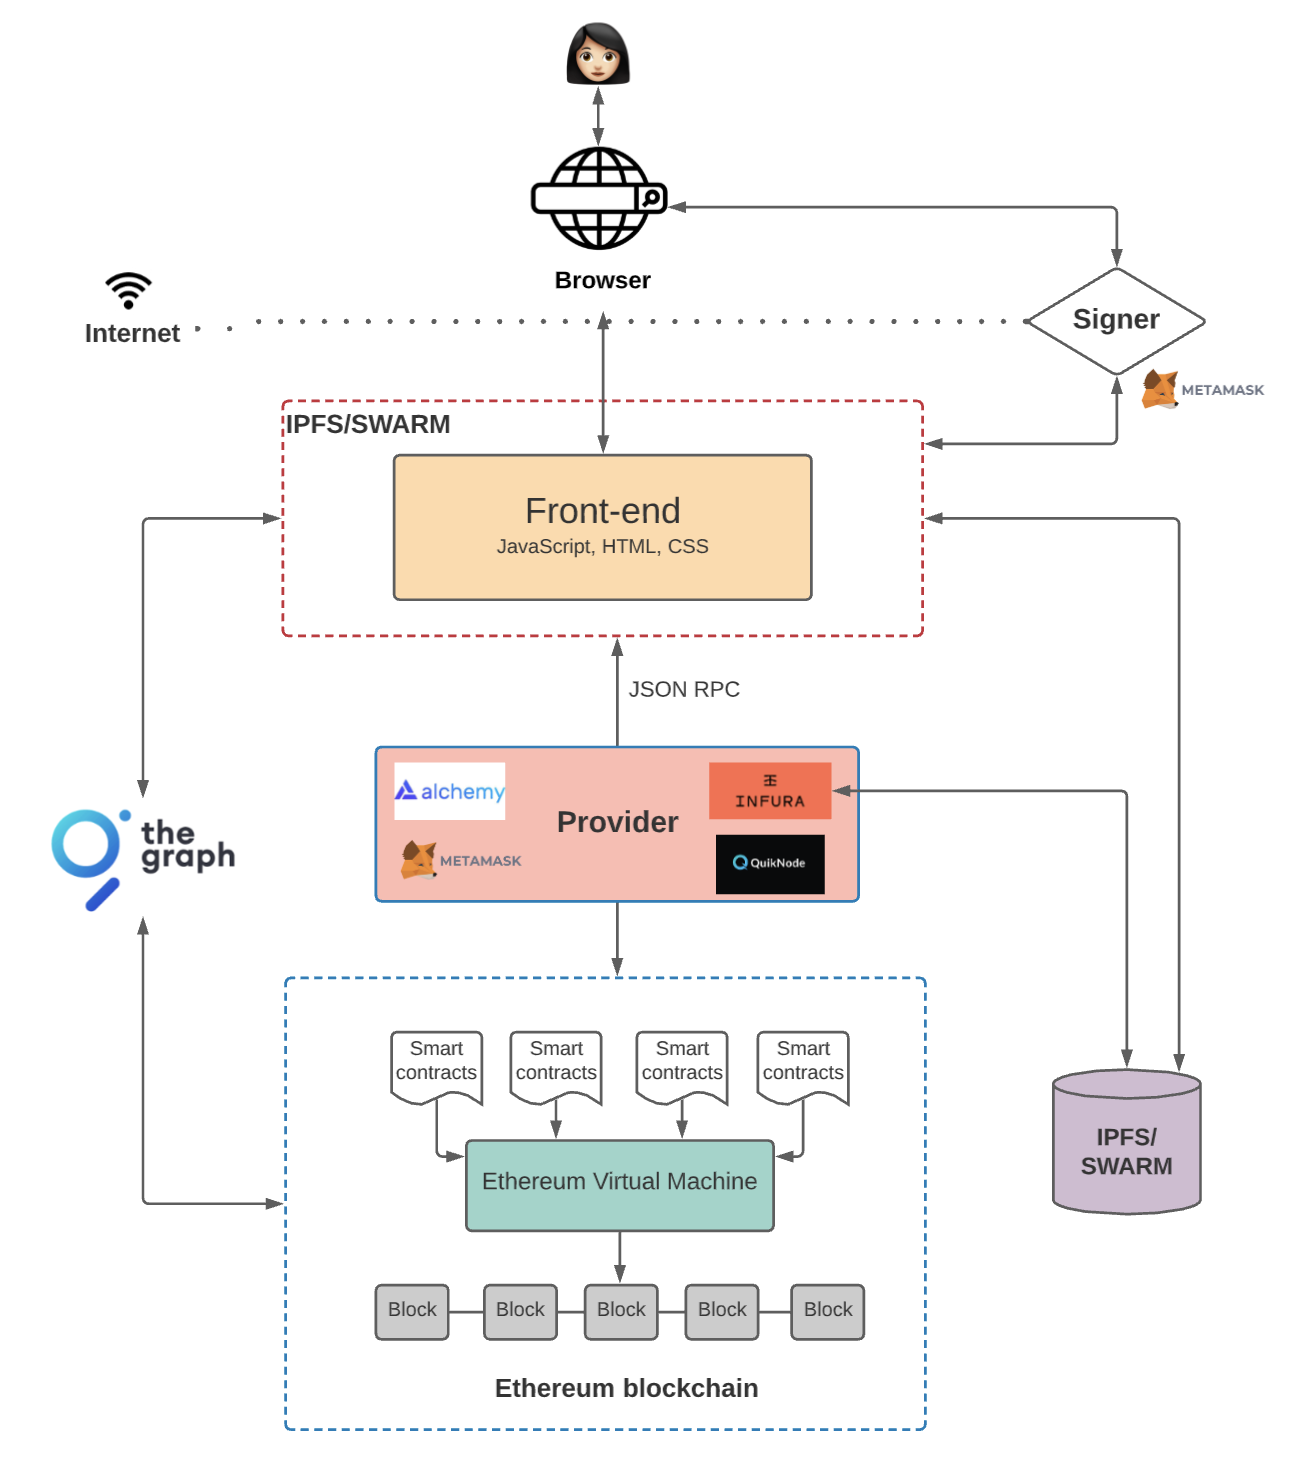 Browser
Internet
Signer
METAMASK
IPFS/SWARM
Front-end
JavaScript, HTML, CSS
JSON RPC
alchemy
INFURA
Provider
METAMASK
QuikNode
the
graph
Smart
contracts
Smart
contracts
Smart
contracts
Smart
contracts
Ethereum Virtual Machine
IPFS/
SWARM
Block
Block
Block
Block
Block
Ethereum blockchain